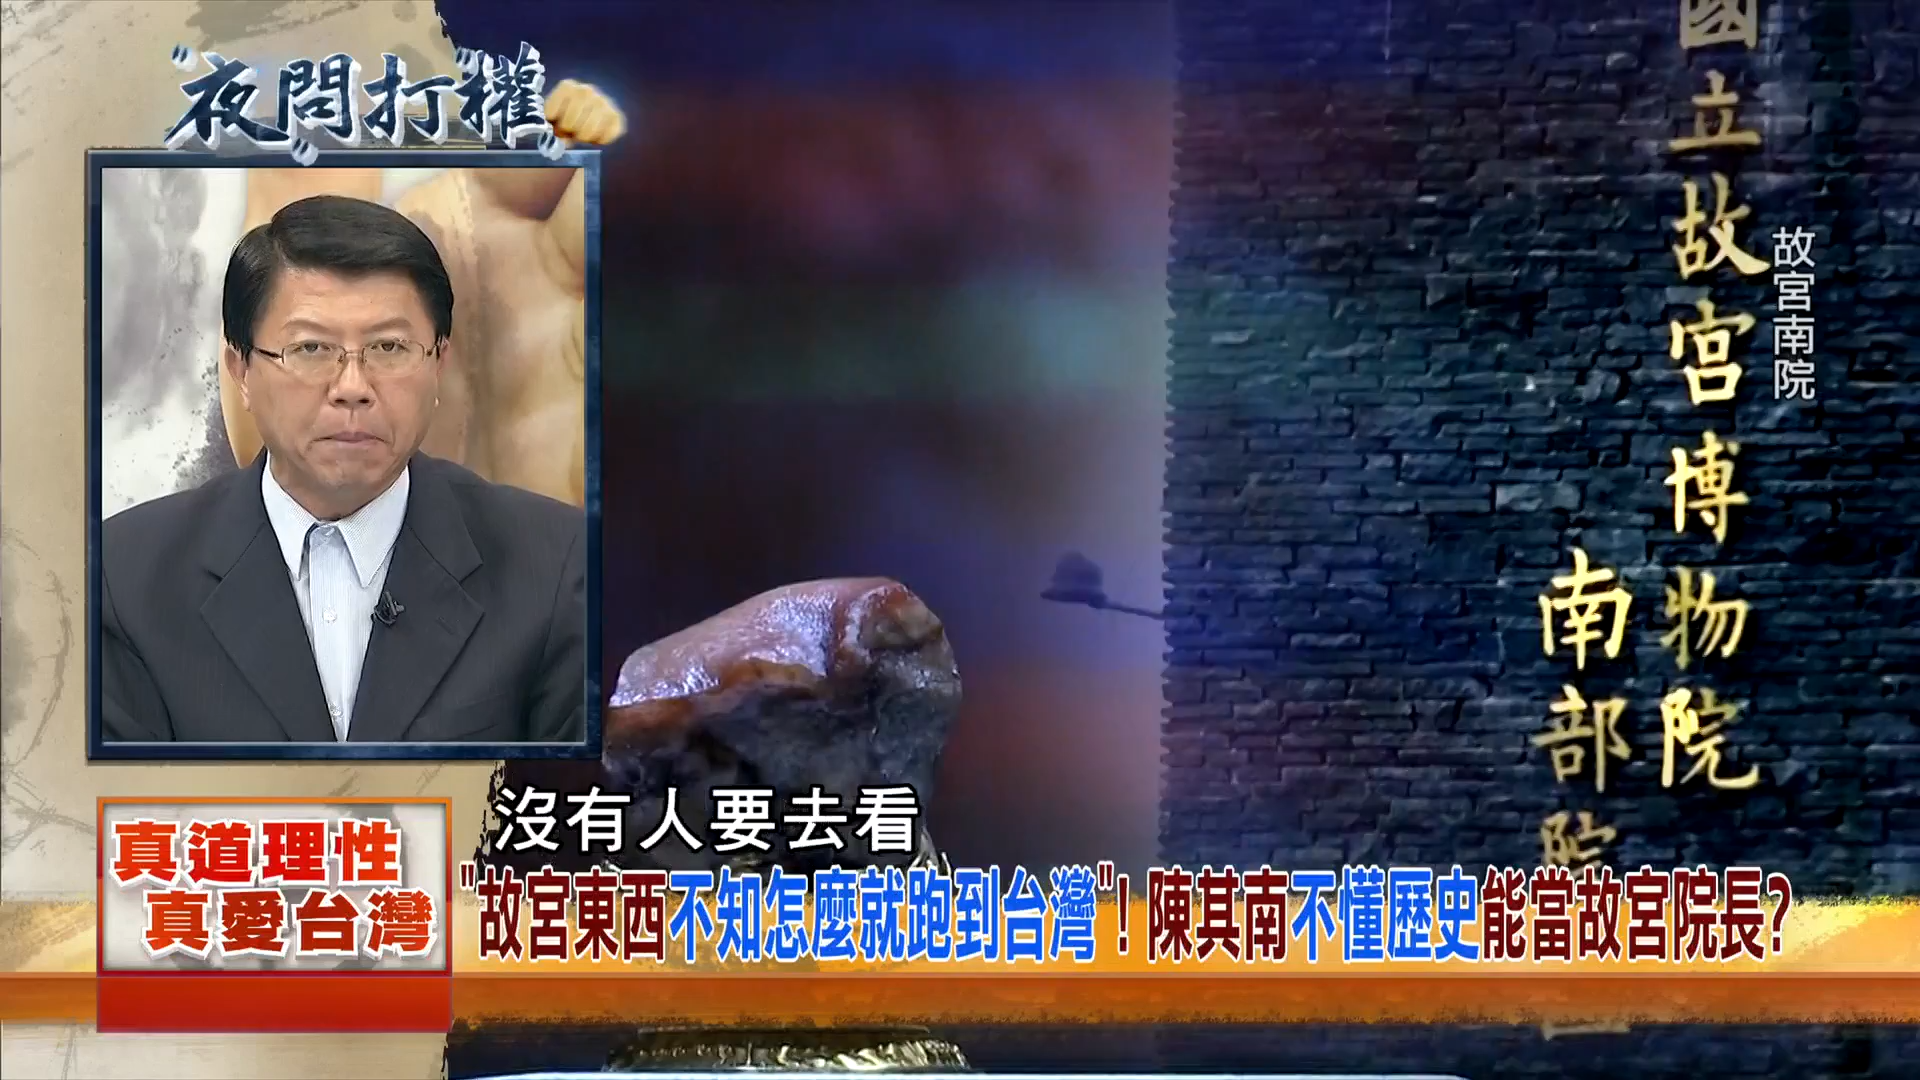 "夜"問打"權"
國立故宮博物院
南部院
故宮南院
沒有人要去看
真道理性
真愛台灣
"故宮東西不知怎麼就跑到台灣"！陳其南不懂歷史能當故宮院長？